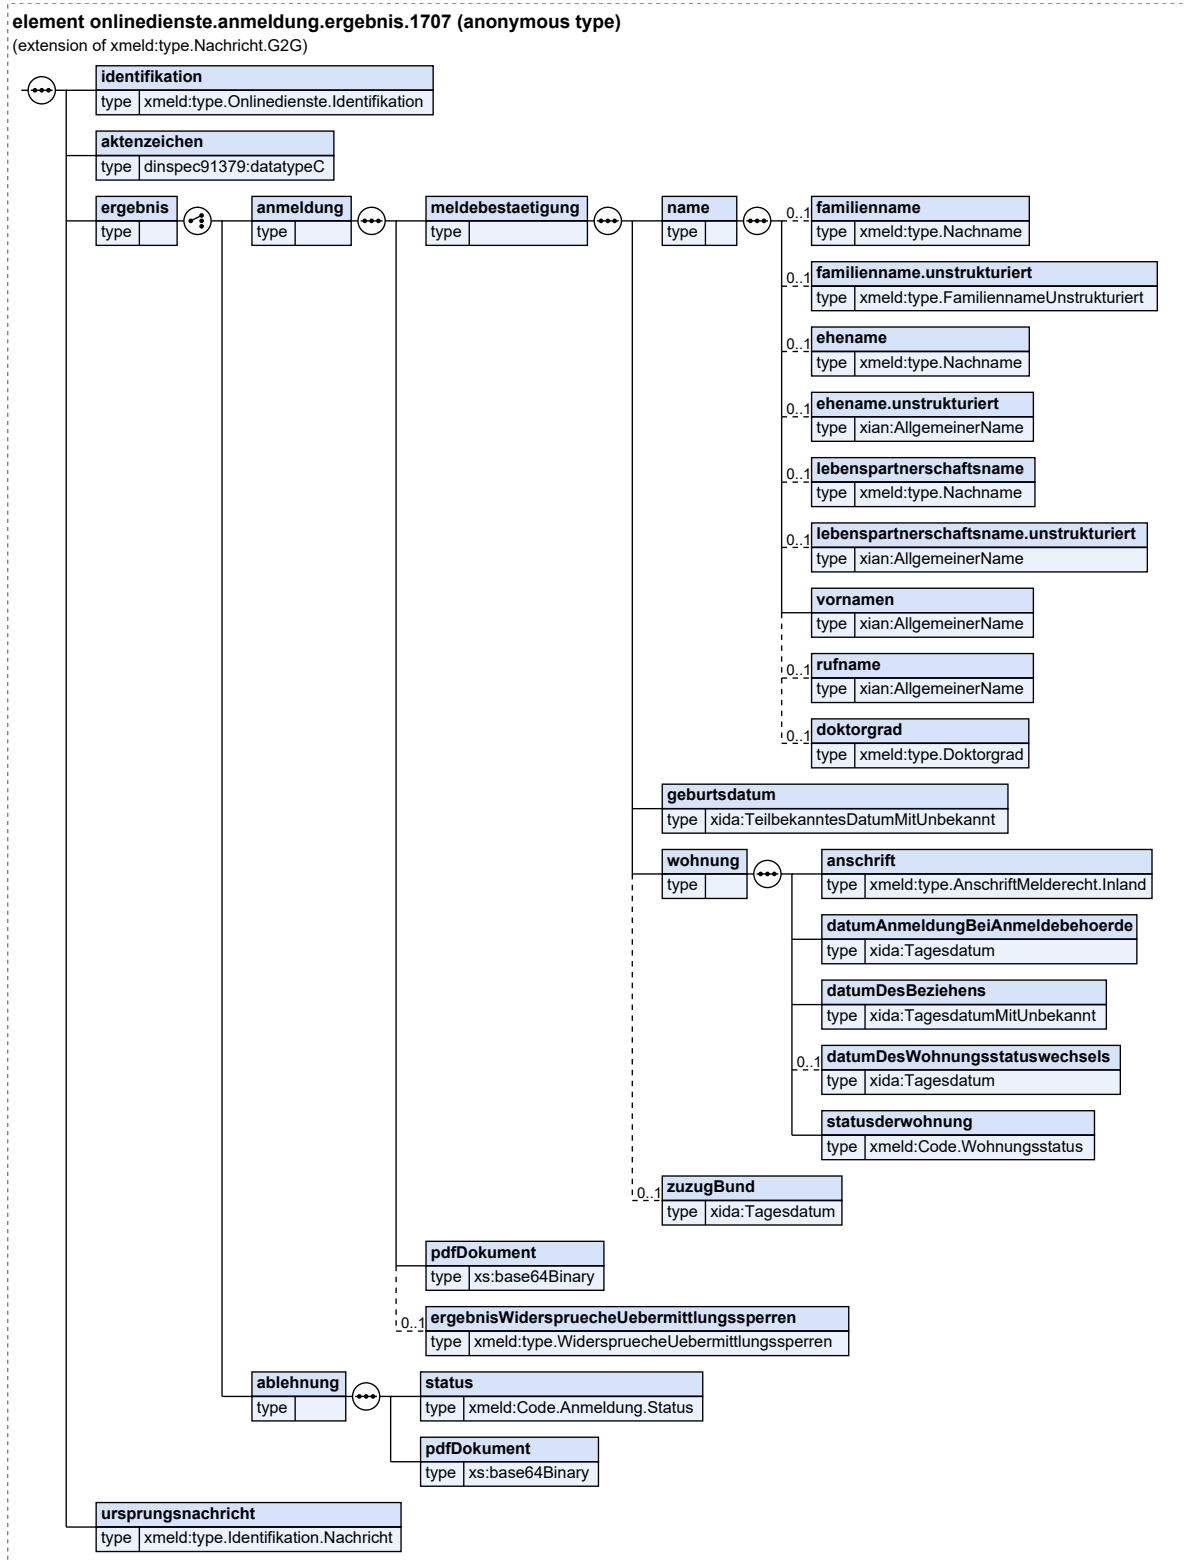 element onlinedienste.anmeldung.ergebnis.1707 (anonymous type)
(extension of xmeld:type.Nachricht.G2G)
identifikation
type xmeld:type.Onlinedienste.Identifikation
aktenzeichen
type dinspec91379:datatypeC
ergebnis
type
anmeldung
type
meldebestaetigung
type
name
type
0..1 familienname
type xmeld:type.Nachname
0..1 familienname.unstrukturiert
type xmeld:type.FamiliennameUnstrukturiert
0..1 ehename
type xmeld:type.Nachname
0..1 ehename.unstrukturiert
type xian:AllgemeinerName
0..1 lebenspartnerschaftsname
type xmeld:type.Nachname
0..1 lebenspartnerschaftsname.unstrukturiert
type xian:AllgemeinerName
vornamen
type xian:AllgemeinerName
0..1 rufname
type xian:AllgemeinerName
0..1 doktorgrad
type xmeld:type.Doktorgrad
geburtsdatum
type xida:TeilbekanntesDatumMitUnbekannt
wohnung
type
anschrift
type xmeld:type.AnschriftMelderecht.Inland
datumAnmeldungBeiAnmeldebehoerde
type xida:Tagesdatum
datumDesBeziehens
type xida:TagesdatumMitUnbekannt
0..1 datumDesWohnungsstatuswechsels
type xida:Tagesdatum
statusderwohnung
type xmeld:Code.Wohnungsstatus
0..1 zuzugBund
type xida:Tagesdatum
pdfDokument
type xs:base64Binary
0..1 ergebnisWiderspruecheUebermittlungssperren
type xmeld:type.WiderspruecheUebermittlungssperren
ablehnung
type
status
type xmeld:Code.Anmeldung.Status
pdfDokument
type xs:base64Binary
ursprungsnachricht
type xmeld:type.Identifikation.Nachricht